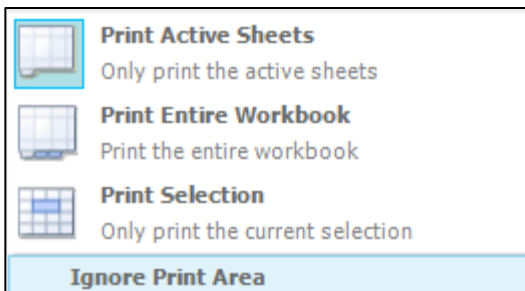 Print Active Sheets
Only print the active sheets
Print Entire Workbook
Print the entire workbook
Print Selection
Only print the current selection
Ignore Print Area